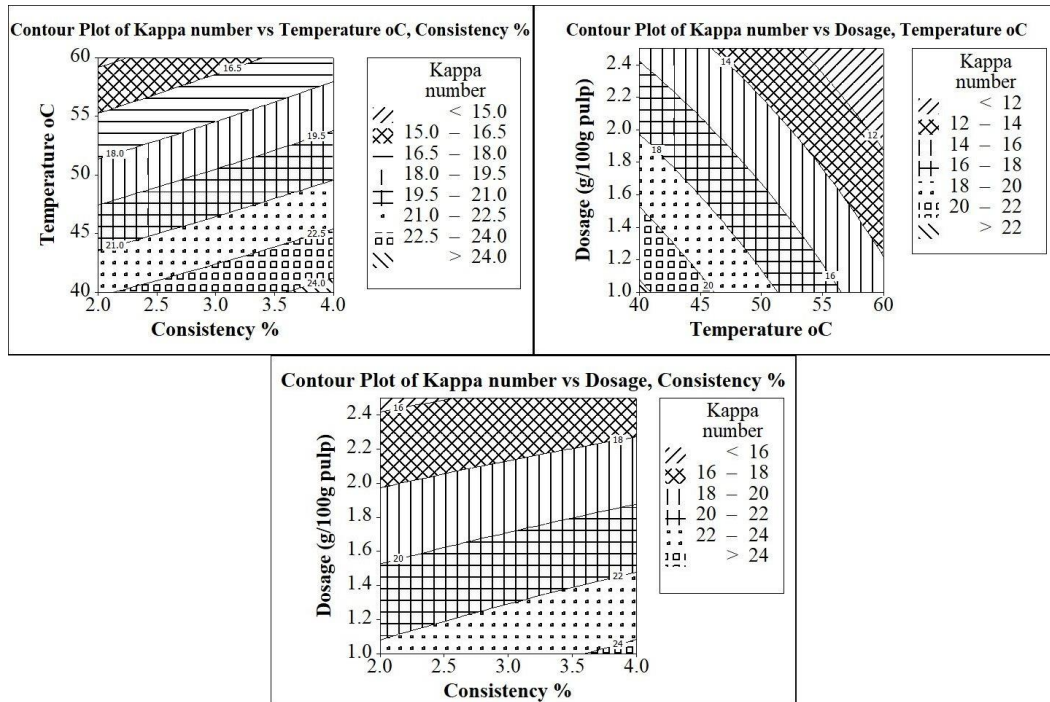 Contour Plot of Kappa number vs Temperature oC, Consistency %
60
55
50
45
40
Temperature oC
16.5
18.0
19.5
21.0
22.5
24.0
2.0 2.5 3.0 3.5 4.0
Consistency %
Kappa
number
< 15.0
15.0 – 16.5
16.5 – 18.0
18.0 – 19.5
19.5 – 21.0
21.0 – 22.5
22.5 – 24.0
> 24.0
Contour Plot of Kappa number vs Dosage, Temperature oC
2.4
2.2
2.0
1.8
1.6
1.4
1.2
1.0
Dosage (g/100g pulp)
14
12
18
16
20
40 45 50 55 60
Temperature oC
Kappa
number
< 12
12 – 14
14 – 16
16 – 18
18 – 20
20 – 22
> 22
Contour Plot of Kappa number vs Dosage, Consistency %
2.4
2.2
2.0
1.8
1.6
1.4
1.2
1.0
Dosage (g/100g pulp)
16
18
20
22
24
2.0 2.5 3.0 3.5 4.0
Consistency %
Kappa
number
< 16
16 – 18
18 – 20
20 – 22
22 – 24
> 24